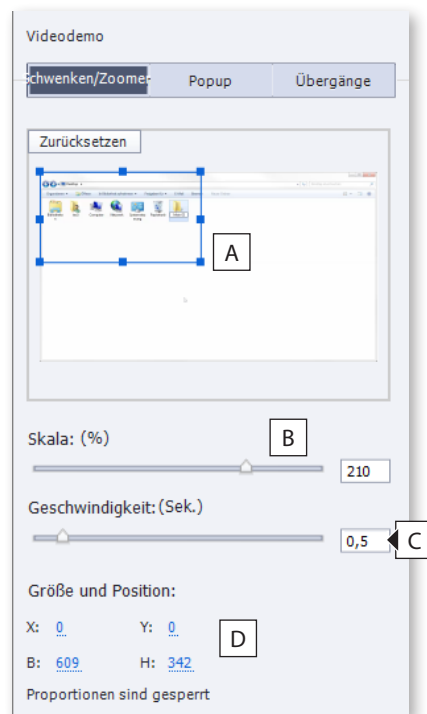 Videodemo
Schwenken/Zoomen Popup Übergänge
Zurücksetzen
A
Skala: (%) B
210
Geschwindigkeit: (Sek.)
0,5 C
Größe und Position:
X: 0 Y: 0 D
B: 609 H: 342
Proportionen sind gesperrt